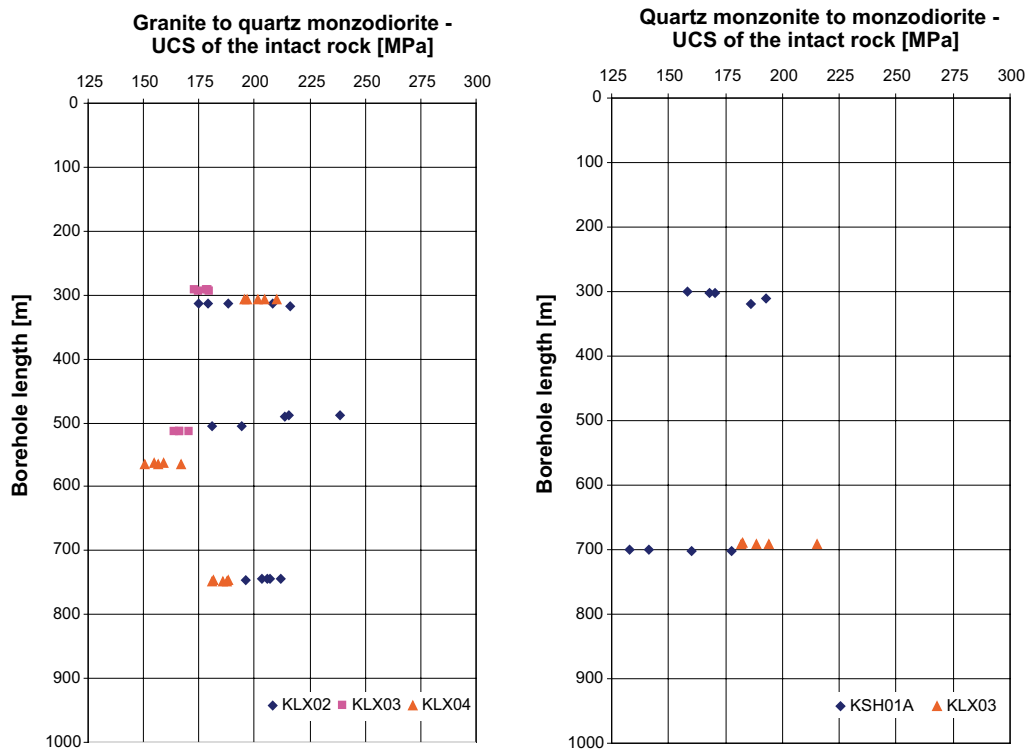 Granite to quartz monzodiorite -
UCS of the intact rock [MPa]
125 150 175 200 225 250 275 300
0
100
200
300
400
500
600
700
800
900
1000
Borehole length [m]
KLX02 KLX03 KLX04
Quartz monzonite to monzodiorite -
UCS of the intact rock [MPa]
125 150 175 200 225 250 275 300
0
100
200
300
400
500
600
700
800
900
1000
Borehole length [m]
KSH01A KLX03